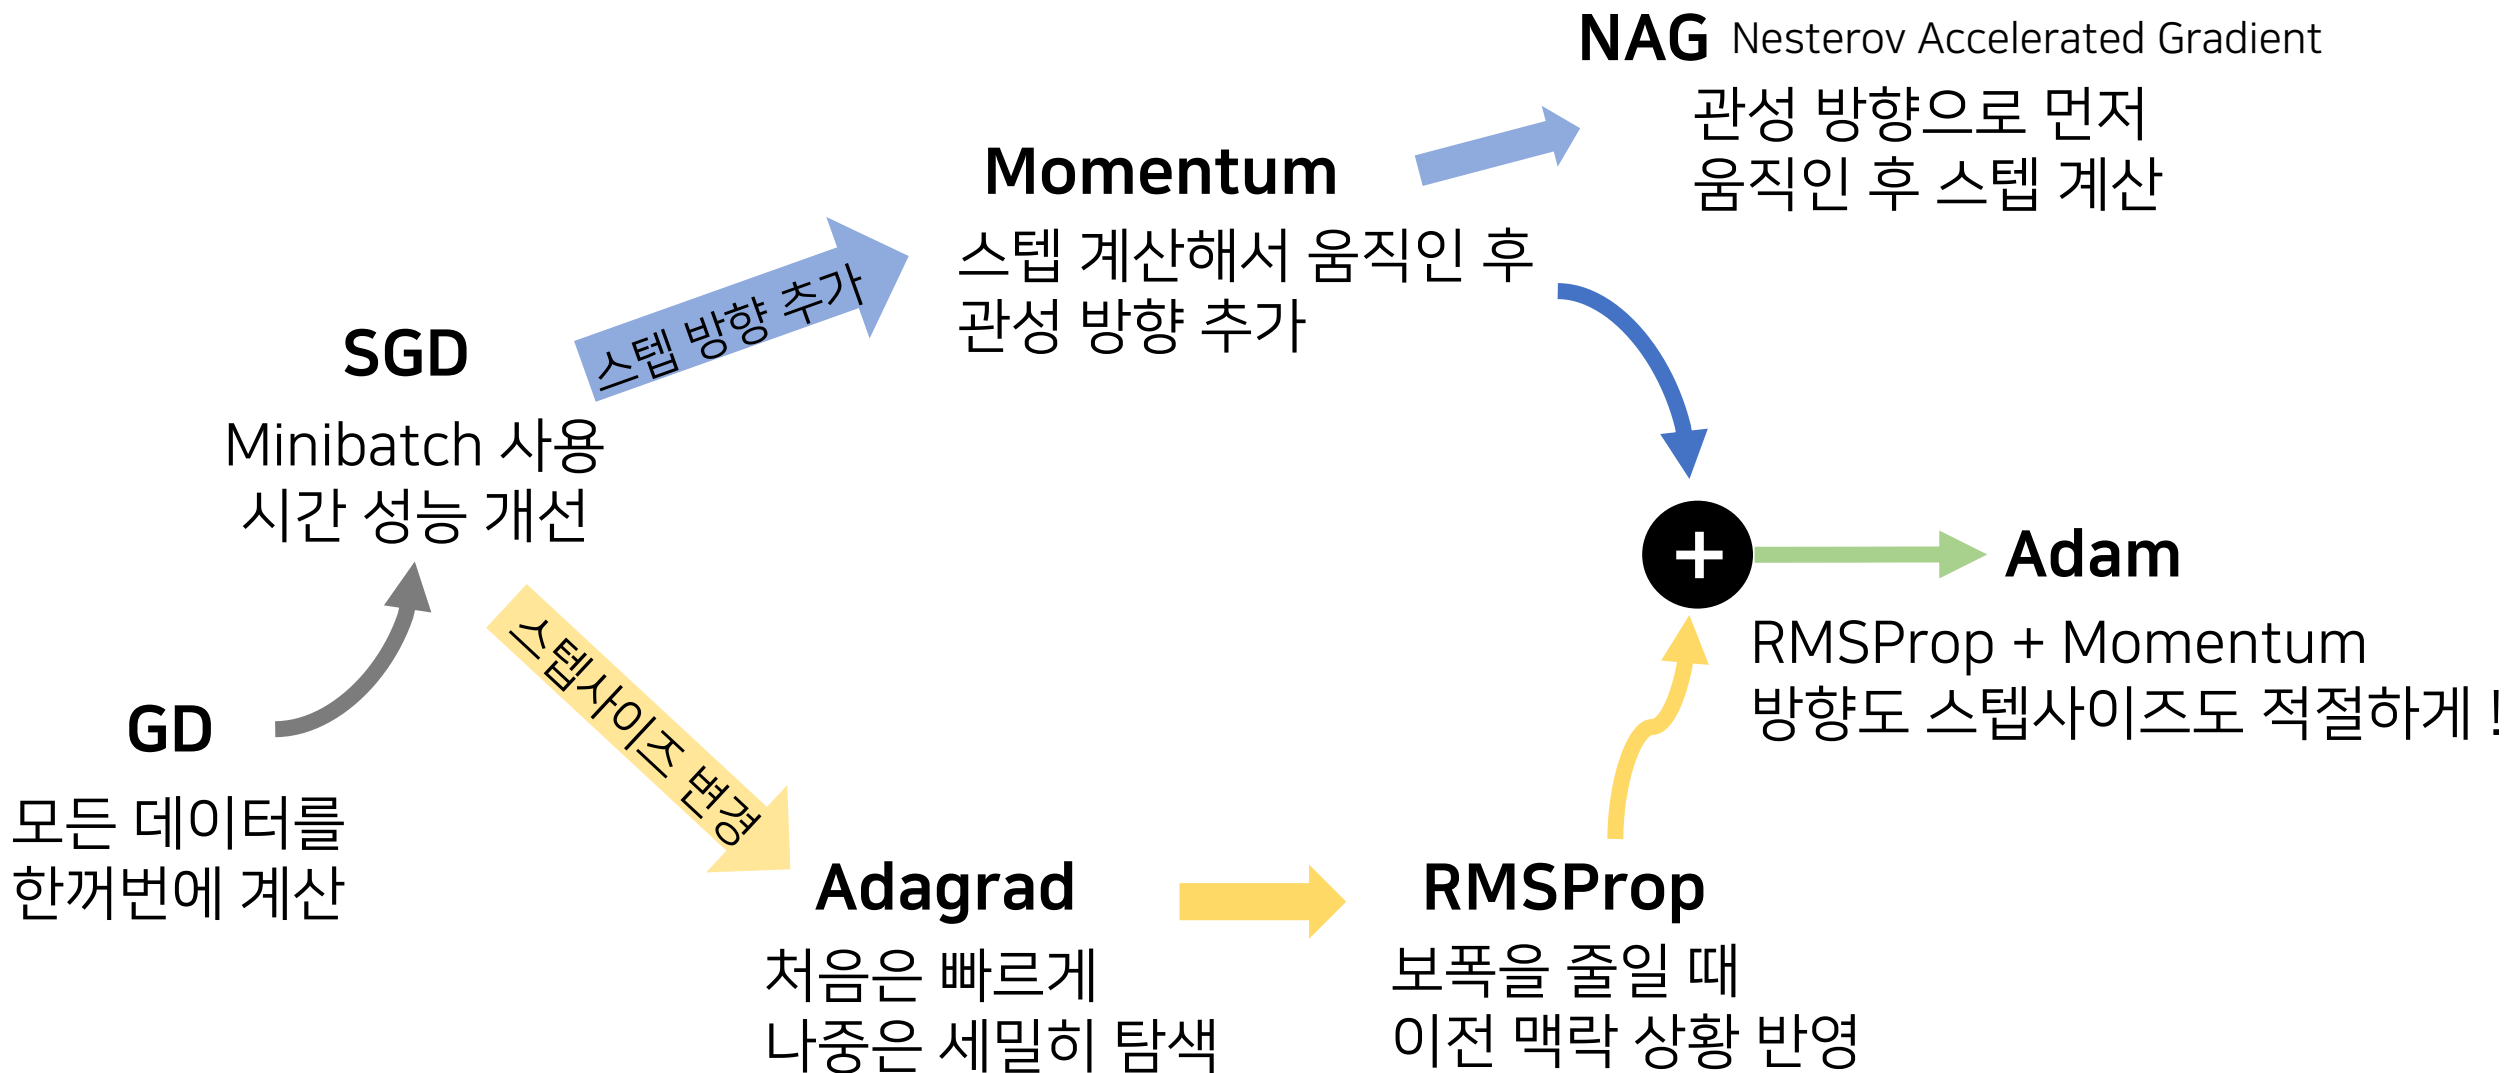 GD
모든 데이터를
한꺼번에 계산
SGD
Minibatch 사용
시간 성능 개선
스텝 방향 추가
Momentum
스텝 계산해서 움직인 후
관성 방향 추가
NAG Nesterov Accelerated Gradient
관성 방향으로 먼저
움직인 후 스텝 계산
스텝사이즈 변경
Adagrad
처음은 빠르게
나중은 세밀히 탐색
RMSProp
보폭을 줄일 때
이전 맥락 상황 반영
+
Adam
RMSProp + Momentum
방향도 스텝사이즈도 적절하게 !